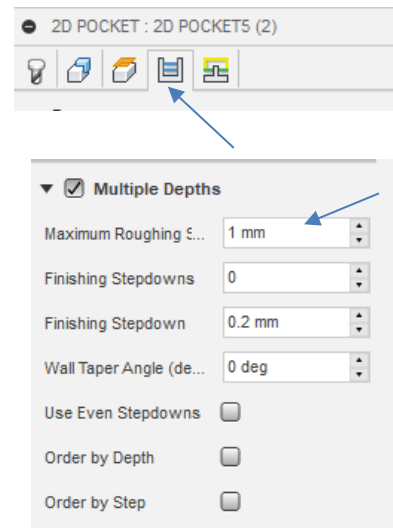 2D POCKET : 2D POCKET5 (2)
Multiple Depths
Maximum Roughing S... 1 mm
Finishing Stepdowns 0
Finishing Stepdown 0.2 mm
Wall Taper Angle (de... 0 deg
Use Even Stepdowns
Order by Depth
Order by Step